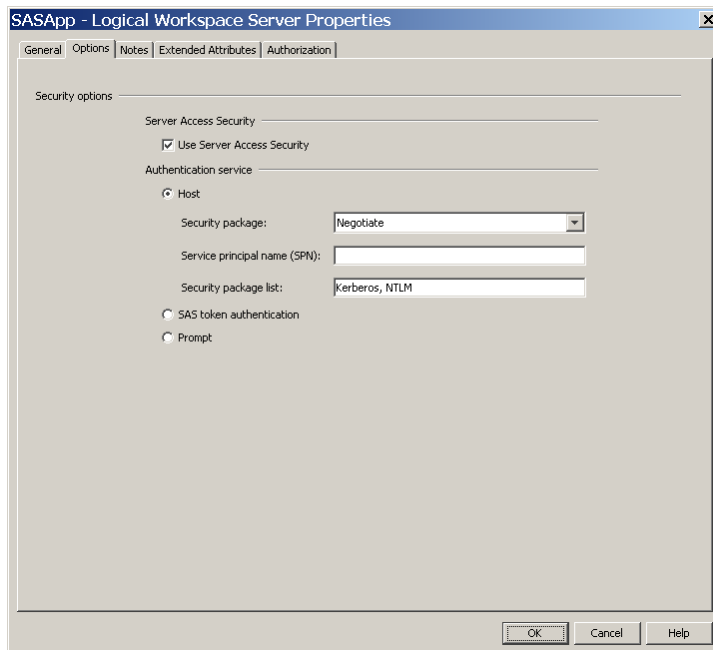 SASApp - Logical Workspace Server Properties
General Options Notes Extended Attributes Authorization
Security options
Server Access Security
Use Server Access Security
Authentication service
Host
Security package: Negotiate
Service principal name (SPN):
Security package list: Kerberos, NTLM
SAS token authentication
Prompt
OK Cancel Help